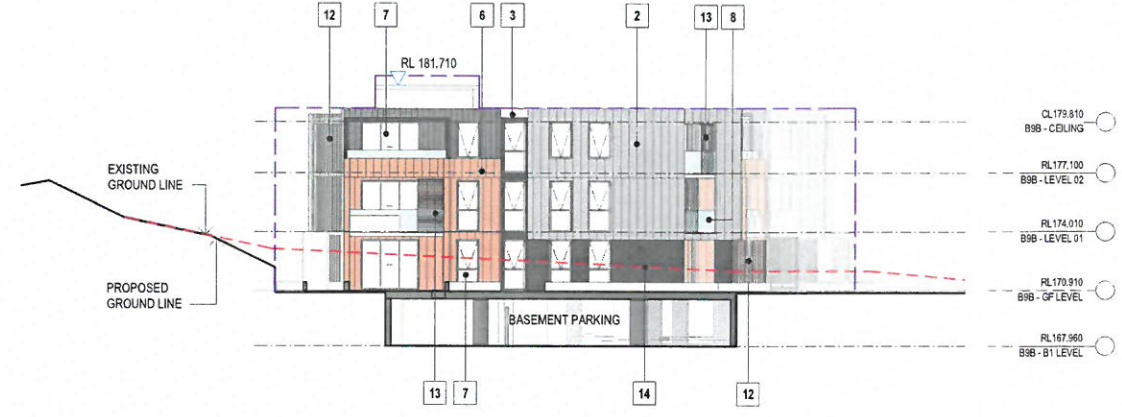 12 7 6 3 2 13 8
RL 181.710
CL179.810
B9B - CEILING
EXISTING
GROUND LINE
RL177.100
B9B - LEVEL 02
RL174.010
B9B - LEVEL 01
PROPOSED
GROUND LINE
RL170.910
B9B - GF LEVEL
BASEMENT PARKING
RL167.960
B9B - B1 LEVEL
13 7 14 12